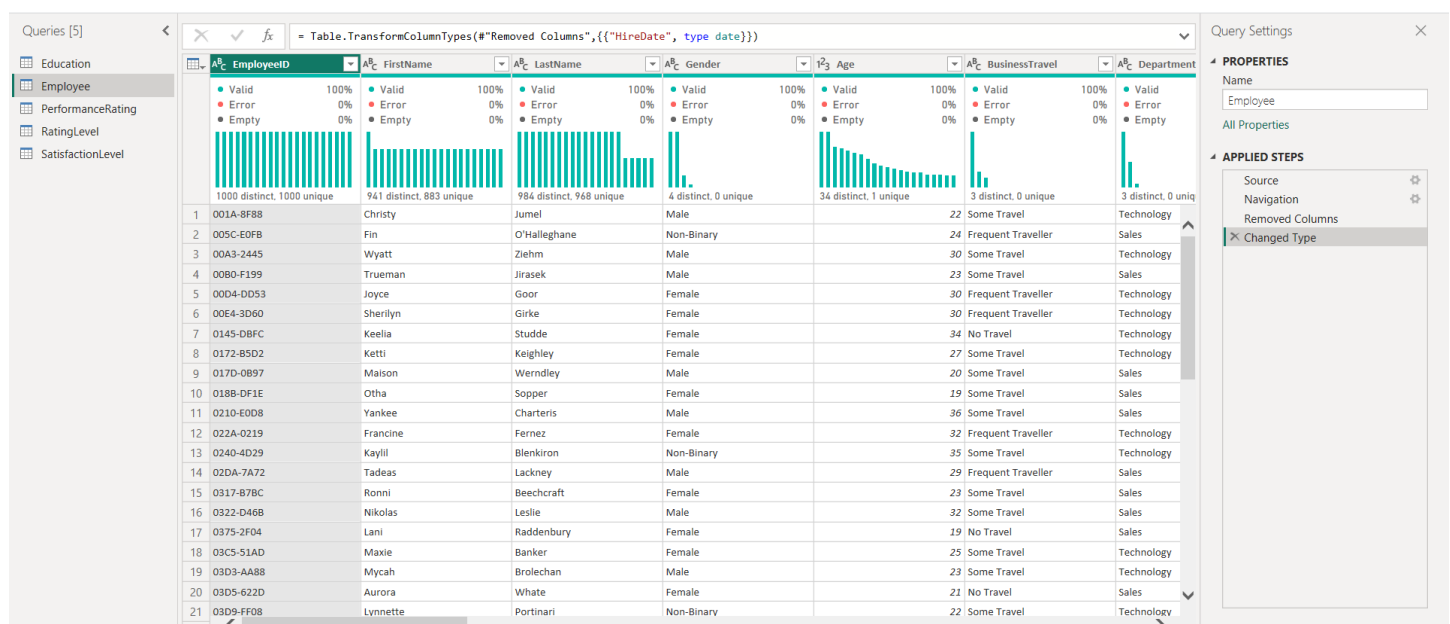 Queries [5]
Education
Employee
PerformanceRating
RatingLevel
SatisfactionLevel
fx = Table.TransformColumnTypes(#"Removed Columns",{{"HireDate", type date}})
ABC EmployeeID ABC FirstName ABC LastName ABC Gender 123 Age ABC BusinessTravel ABC Department
Valid 100% Valid 100% Valid 100% Valid 100% Valid 100% Valid 100% Valid
Error 0% Error 0% Error 0% Error 0% Error 0% Error 0% Error
Empty 0% Empty 0% Empty 0% Empty 0% Empty 0% Empty 0% Empty
1000 distinct, 1000 unique 941 distinct, 883 unique 984 distinct, 968 unique 4 distinct, 0 unique 34 distinct, 1 unique 3 distinct, 0 unique 3 distinct, 0 uniq
1 001A-8F88 Christy Jumel Male 22 Some Travel Technology
2 005C-E0FB Fin O'Halleghane Non-Binary 24 Frequent Traveller Sales
3 00A3-2445 Wyatt Ziehm Male 30 Some Travel Technology
4 00B0-F199 Trueman Jirasek Male 23 Some Travel Sales
5 00D4-DD53 Joyce Goor Female 30 Frequent Traveller Technology
6 00E4-3D60 Sherilyn Girke Female 30 Frequent Traveller Technology
7 0145-DBFC Keelia Studde Female 34 No Travel Technology
8 0172-B5D2 Ketti Keighley Female 27 Some Travel Technology
9 017D-0B97 Maison Werndley Male 20 Some Travel Sales
10 018B-DF1E Otha Sopper Female 19 Some Travel Sales
11 0210-E0D8 Yankee Charteris Male 36 Some Travel Sales
12 022A-0219 Francine Fernez Female 32 Frequent Traveller Technology
13 0240-4D29 Kaylil Blenkiron Non-Binary 35 Some Travel Technology
14 02DA-7A72 Tadeas Lackney Male 29 Frequent Traveller Sales
15 0317-B7BC Ronni Beechcraft Female 23 Some Travel Sales
16 0322-D46B Nikolas Leslie Male 32 Some Travel Sales
17 0375-2F04 Lani Raddenbury Female 19 No Travel Sales
18 03C5-51AD Maxie Banker Female 25 Some Travel Technology
19 03D3-AA88 Mycah Brolechan Male 23 Some Travel Technology
20 03D5-622D Aurora Whate Female 21 No Travel Sales
21 03D9-FF08 Lynnette Portinari Non-Binary 22 Some Travel Technology
Query Settings
PROPERTIES
Name
Employee
All Properties
APPLIED STEPS
Source
Navigation
Removed Columns
Changed Type